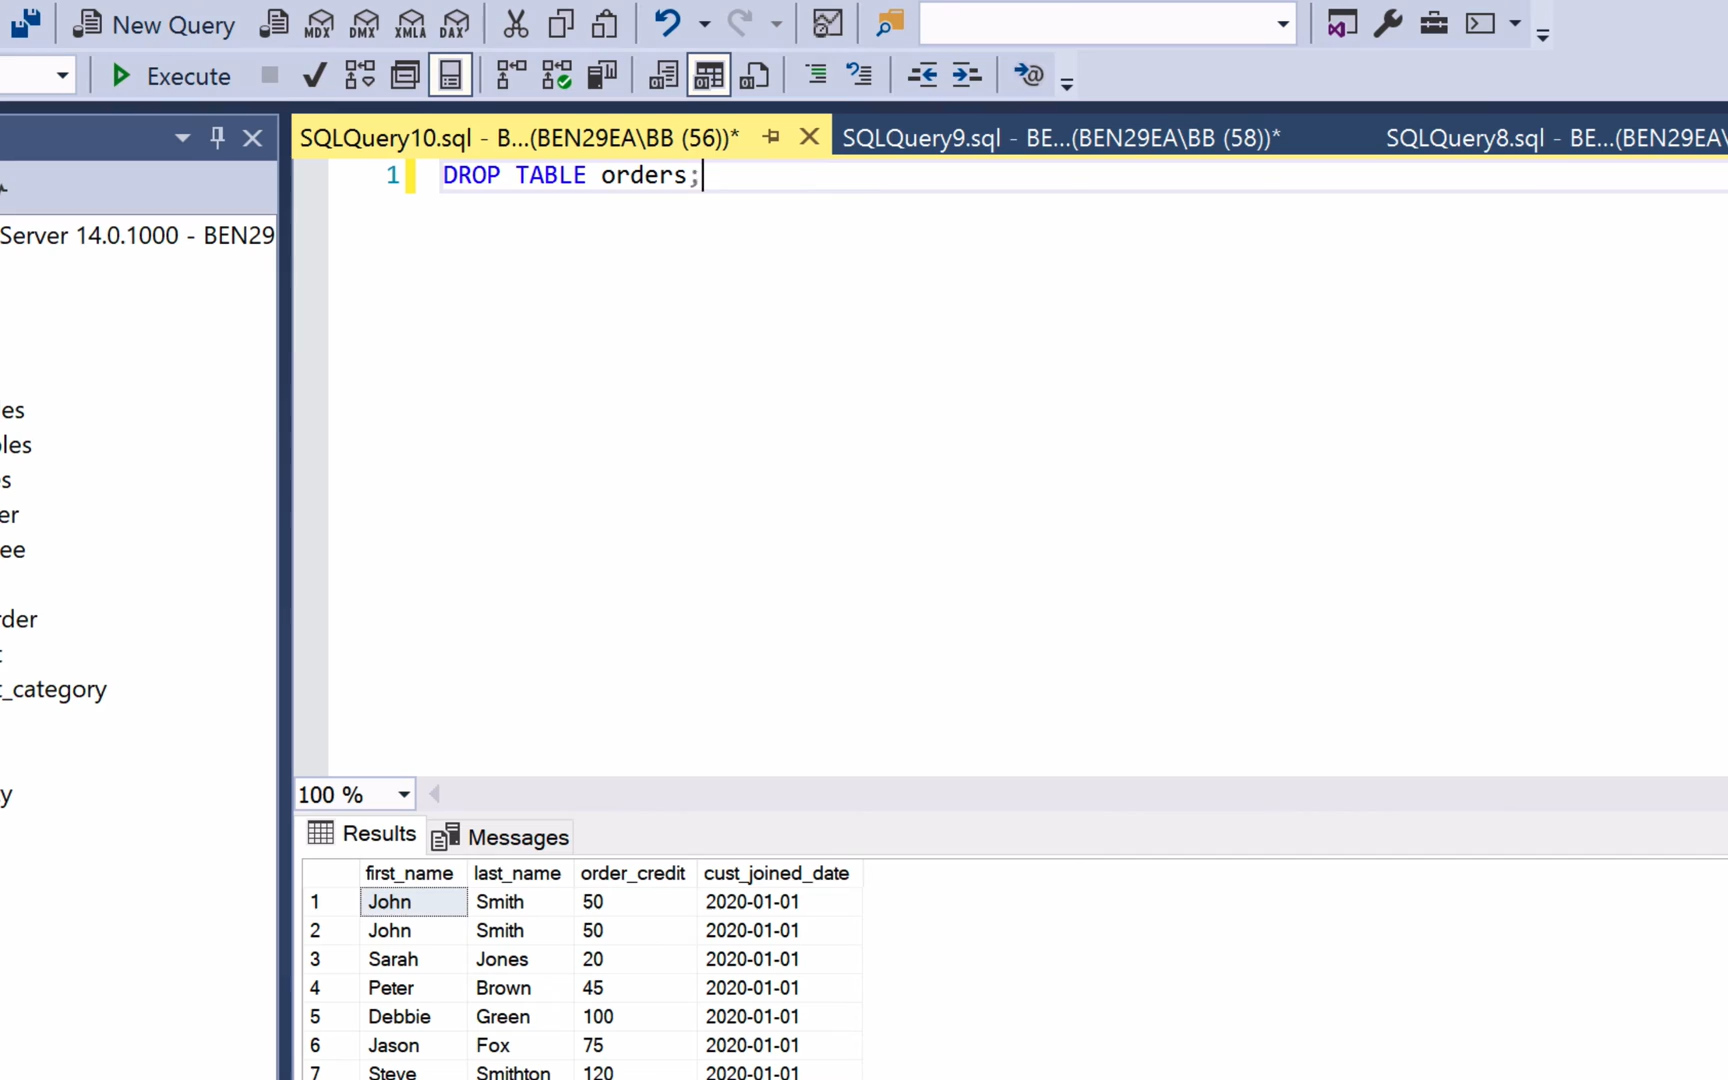 New Query MDX DMX XMLA DAX
Execute
SQLQuery10.sql - B...(BEN29EA\BB (56))* SQLQuery9.sql - BE...(BEN29EA\BB (58))* SQLQuery8.sql - BE...(BEN29EA\
1 DROP TABLE orders;
Server 14.0.1000 - BEN29
es
les
s
er
ee
der
t_category
y
100 %
Results Messages
first_name last_name order_credit cust_joined_date
1 John Smith 50 2020-01-01
2 John Smith 50 2020-01-01
3 Sarah Jones 20 2020-01-01
4 Peter Brown 45 2020-01-01
5 Debbie Green 100 2020-01-01
6 Jason Fox 75 2020-01-01
7 Steve Smithton 120 2020-01-01